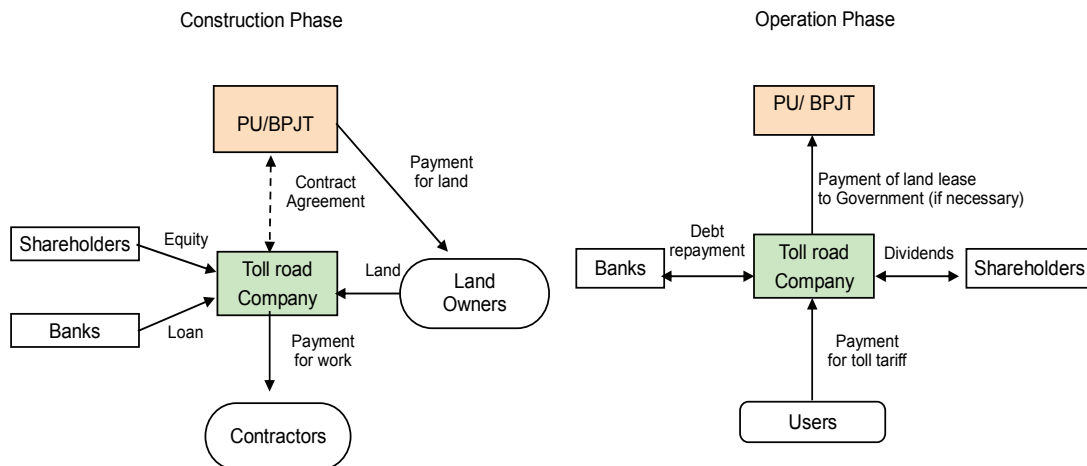 Construction Phase
PU/BPJT
Payment
for land
Contract
Agreement
Shareholders
Equity
Toll road
Company
Land
Land
Owners
Banks
Loan
Payment
for work
Contractors
Operation Phase
PU/ BPJT
Payment of land lease
to Government (if necessary)
Debt
repayment
Banks
Toll road
Company
Dividends
Shareholders
Payment
for toll tariff
Users